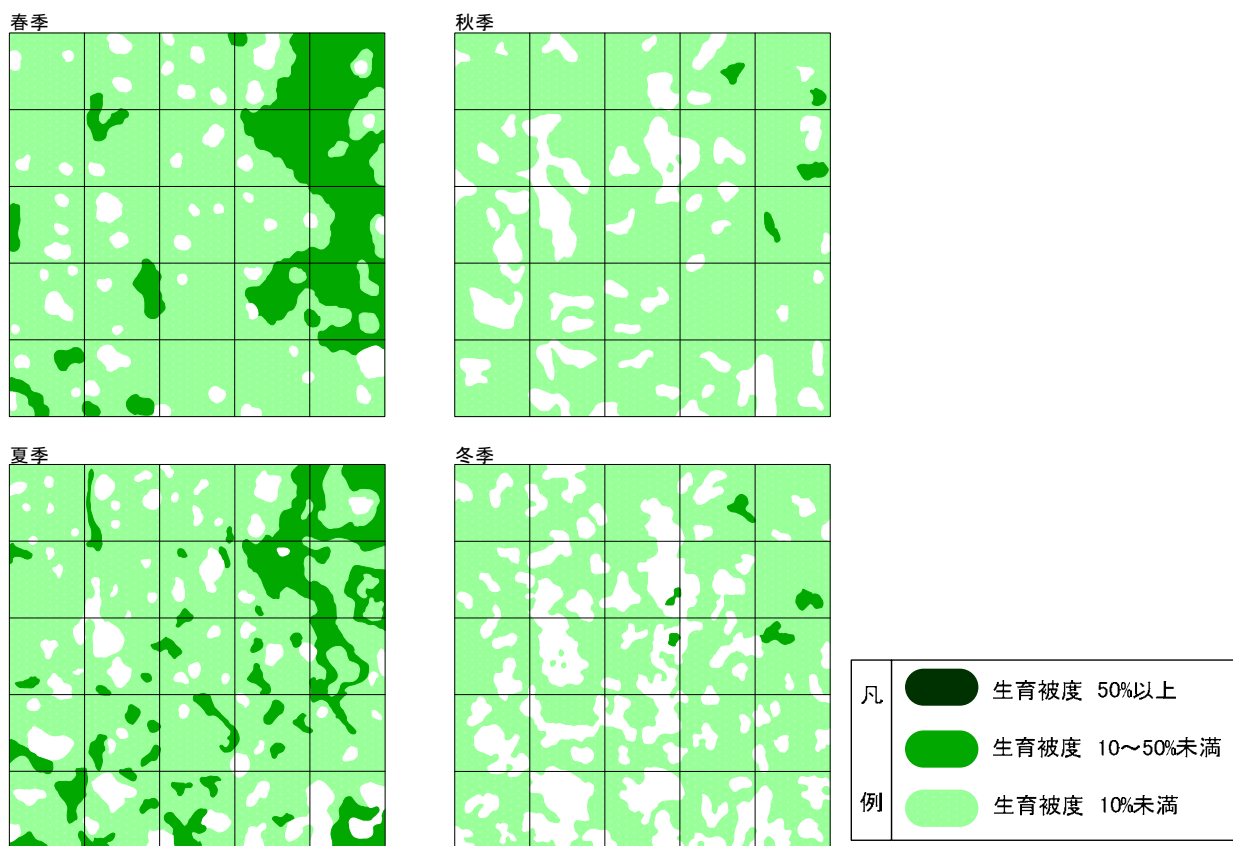 春季
秋季
夏季
冬季
凡例
生育被度 50%以上
生育被度 10～50%未満
生育被度 10%未満